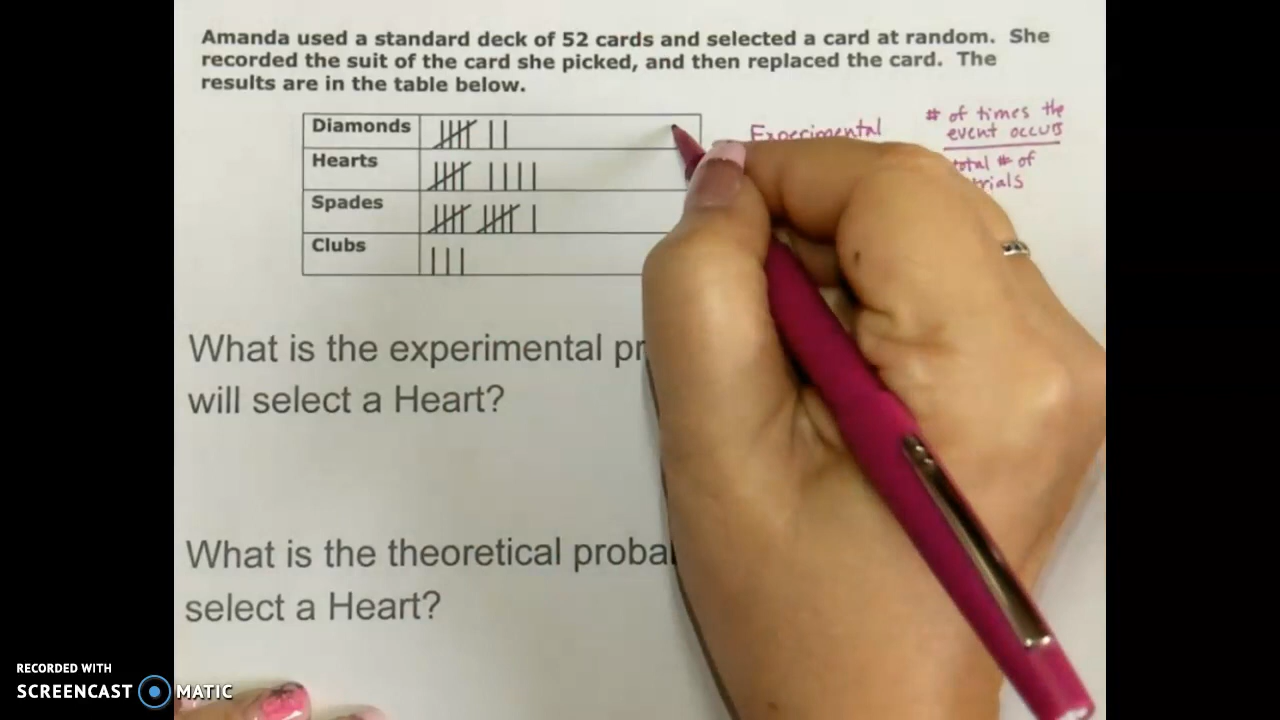 Amanda used a standard deck of 52 cards and selected a card at random. She
recorded the suit of the card she picked, and then replaced the card. The
results are in the table below.
Diamonds
Hearts
Spades
Clubs
Experimental
# of times the
event occurs
total # of
trials
What is the experimental pr
will select a Heart?
What is the theoretical proba
select a Heart?
RECORDED WITH
SCREENCAST MATIC